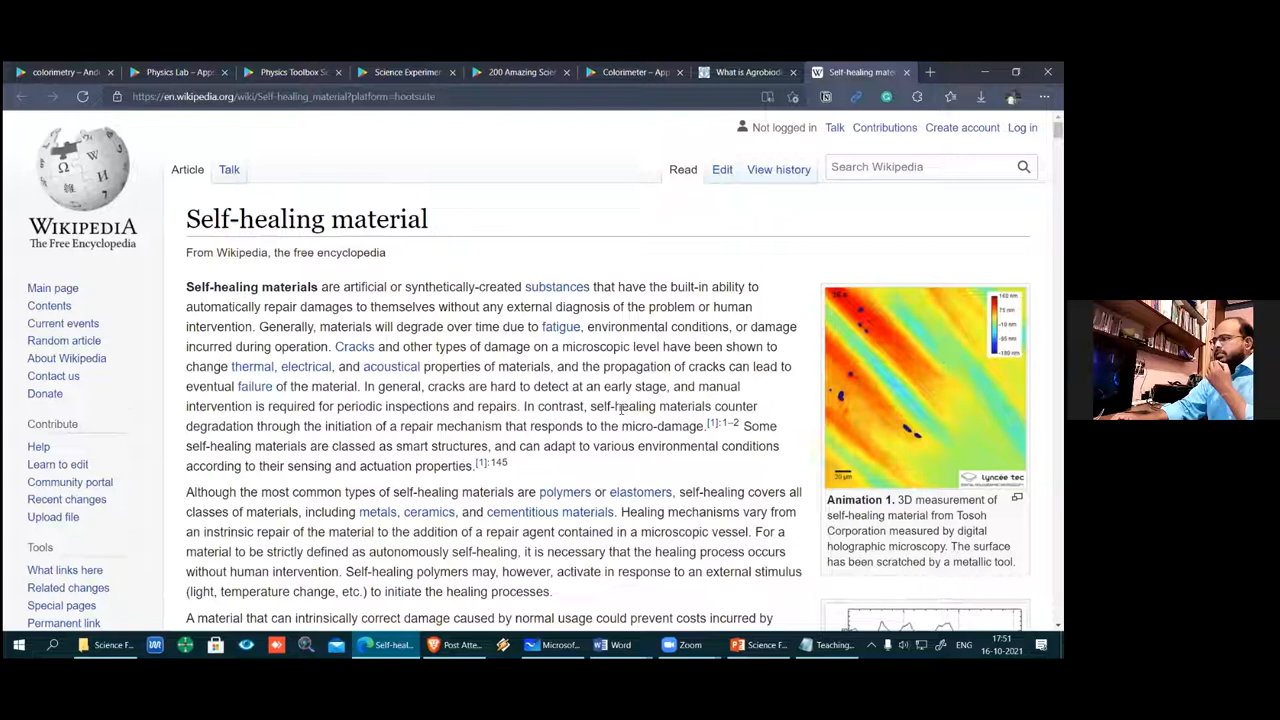 colorimetry – And
Physics Lab – Apps
Physics Toolbox Se
Science Experimen
200 Amazing Scien
Colorimeter – Apps
What is Agrobiodi
Self-healing mater
https://en.wikipedia.org/wiki/Self-healing_material?platform=hootsuite
Not logged in Talk Contributions Create account Log in
Article Talk
Read Edit View history
Search Wikipedia
WIKIPEDIA
The Free Encyclopedia
Main page
Contents
Current events
Random article
About Wikipedia
Contact us
Donate
Contribute
Help
Learn to edit
Community portal
Recent changes
Upload file
Tools
What links here
Related changes
Special pages
Permanent link
Self-healing material
From Wikipedia, the free encyclopedia
Self-healing materials are artificial or synthetically-created substances that have the built-in ability to
automatically repair damages to themselves without any external diagnosis of the problem or human
intervention. Generally, materials will degrade over time due to fatigue, environmental conditions, or damage
incurred during operation. Cracks and other types of damage on a microscopic level have been shown to
change thermal, electrical, and acoustical properties of materials, and the propagation of cracks can lead to
eventual failure of the material. In general, cracks are hard to detect at an early stage, and manual
intervention is required for periodic inspections and repairs. In contrast, self-healing materials counter
degradation through the initiation of a repair mechanism that responds to the micro-damage.[1]:1–2 Some
self-healing materials are classed as smart structures, and can adapt to various environmental conditions
according to their sensing and actuation properties.[1]:145
Although the most common types of self-healing materials are polymers or elastomers, self-healing covers all
classes of materials, including metals, ceramics, and cementitious materials. Healing mechanisms vary from
an instrinsic repair of the material to the addition of a repair agent contained in a microscopic vessel. For a
material to be strictly defined as autonomously self-healing, it is necessary that the healing process occurs
without human intervention. Self-healing polymers may, however, activate in response to an external stimulus
(light, temperature change, etc.) to initiate the healing processes.
A material that can intrinsically correct damage caused by normal usage could prevent costs incurred by
lyncée tec
Animation 1. 3D measurement of
self-healing material from Tosoh
Corporation measured by digital
holographic microscopy. The surface
has been scratched by a metallic tool.
Science F...
Self-heal...
Post Atte...
Microsof...
Word
Zoom
Science F...
Teaching...
ENG
17:51
16-10-2021